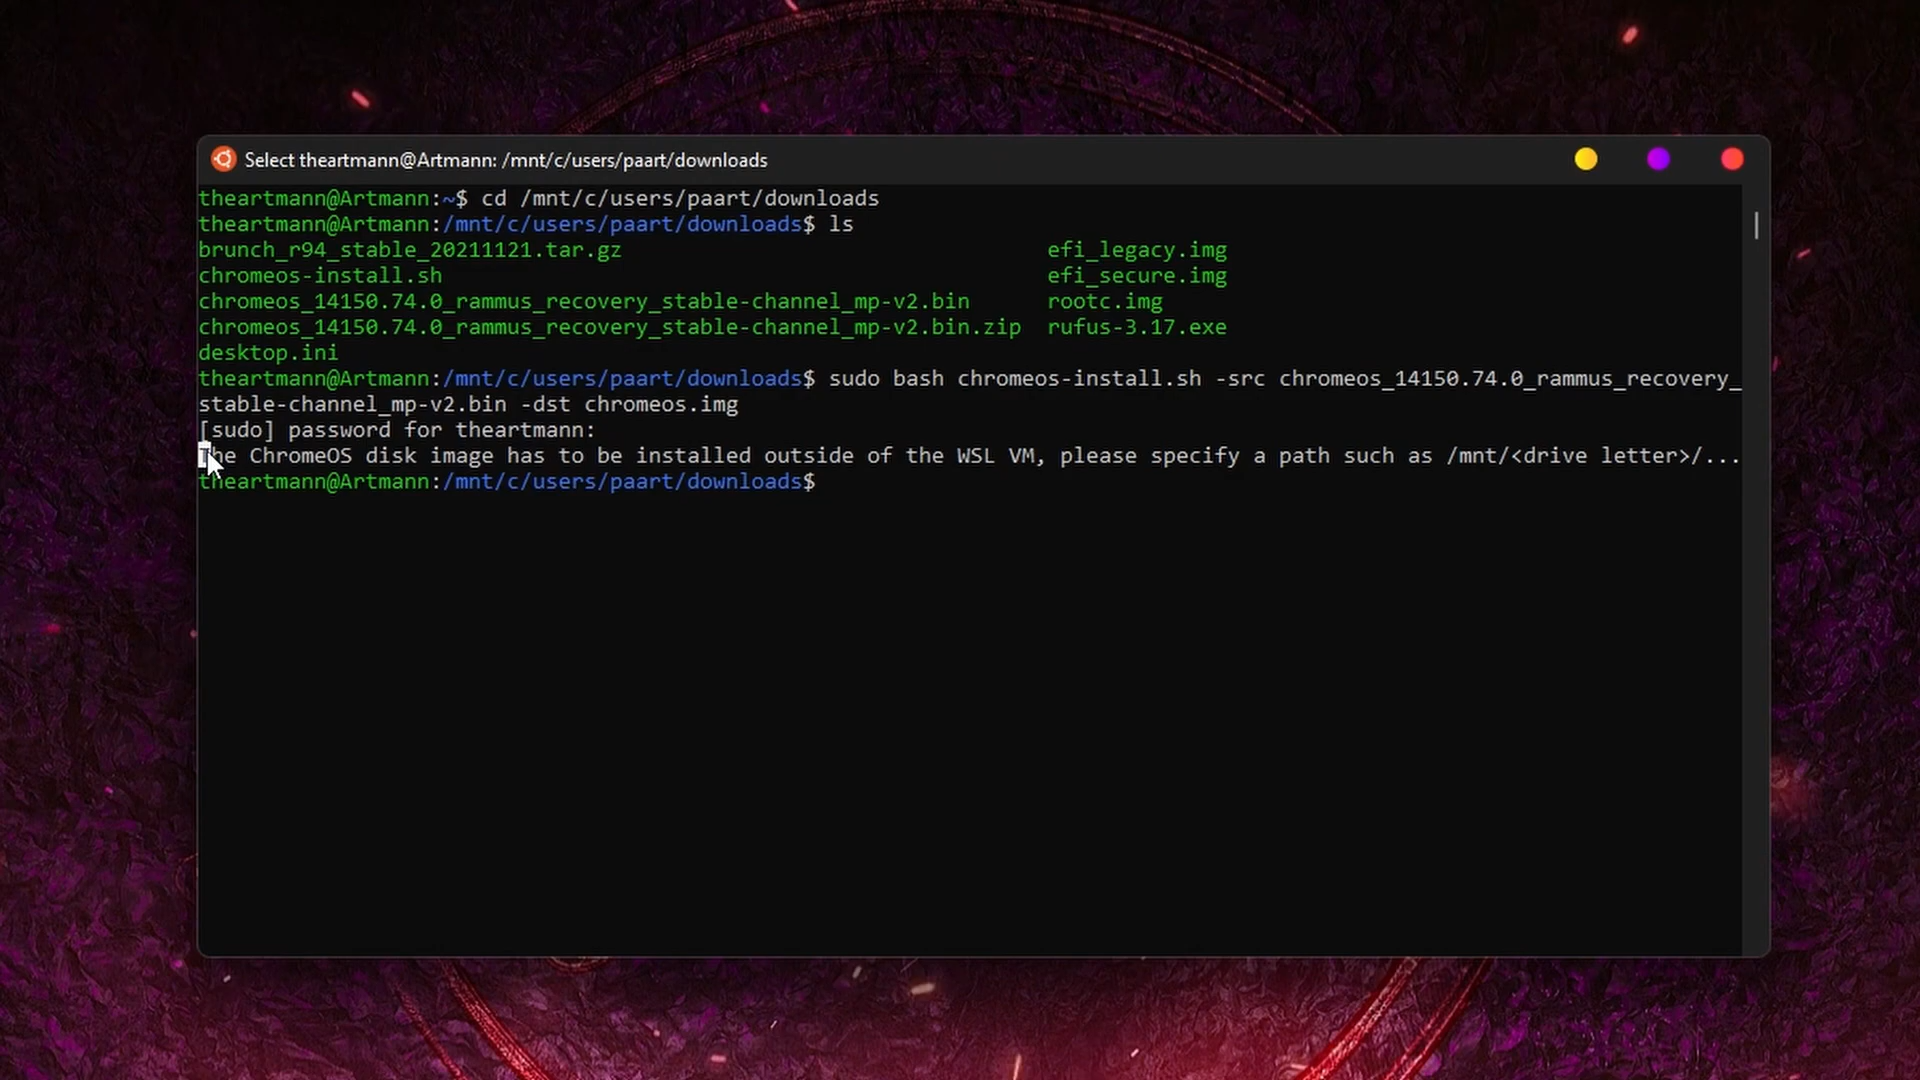 Select theartmann@Artmann: /mnt/c/users/paart/downloads
theartmann@Artmann:~$ cd /mnt/c/users/paart/downloads
theartmann@Artmann:/mnt/c/users/paart/downloads$ ls
brunch_r94_stable_20211121.tar.gz efi_legacy.img
chromeos-install.sh efi_secure.img
chromeos_14150.74.0_rammus_recovery_stable-channel_mp-v2.bin rootc.img
chromeos_14150.74.0_rammus_recovery_stable-channel_mp-v2.bin.zip rufus-3.17.exe
desktop.ini
theartmann@Artmann:/mnt/c/users/paart/downloads$ sudo bash chromeos-install.sh -src chromeos_14150.74.0_rammus_recovery_
stable-channel_mp-v2.bin -dst chromeos.img
[sudo] password for theartmann:
The ChromeOS disk image has to be installed outside of the WSL VM, please specify a path such as /mnt/<drive letter>/...
theartmann@Artmann:/mnt/c/users/paart/downloads$